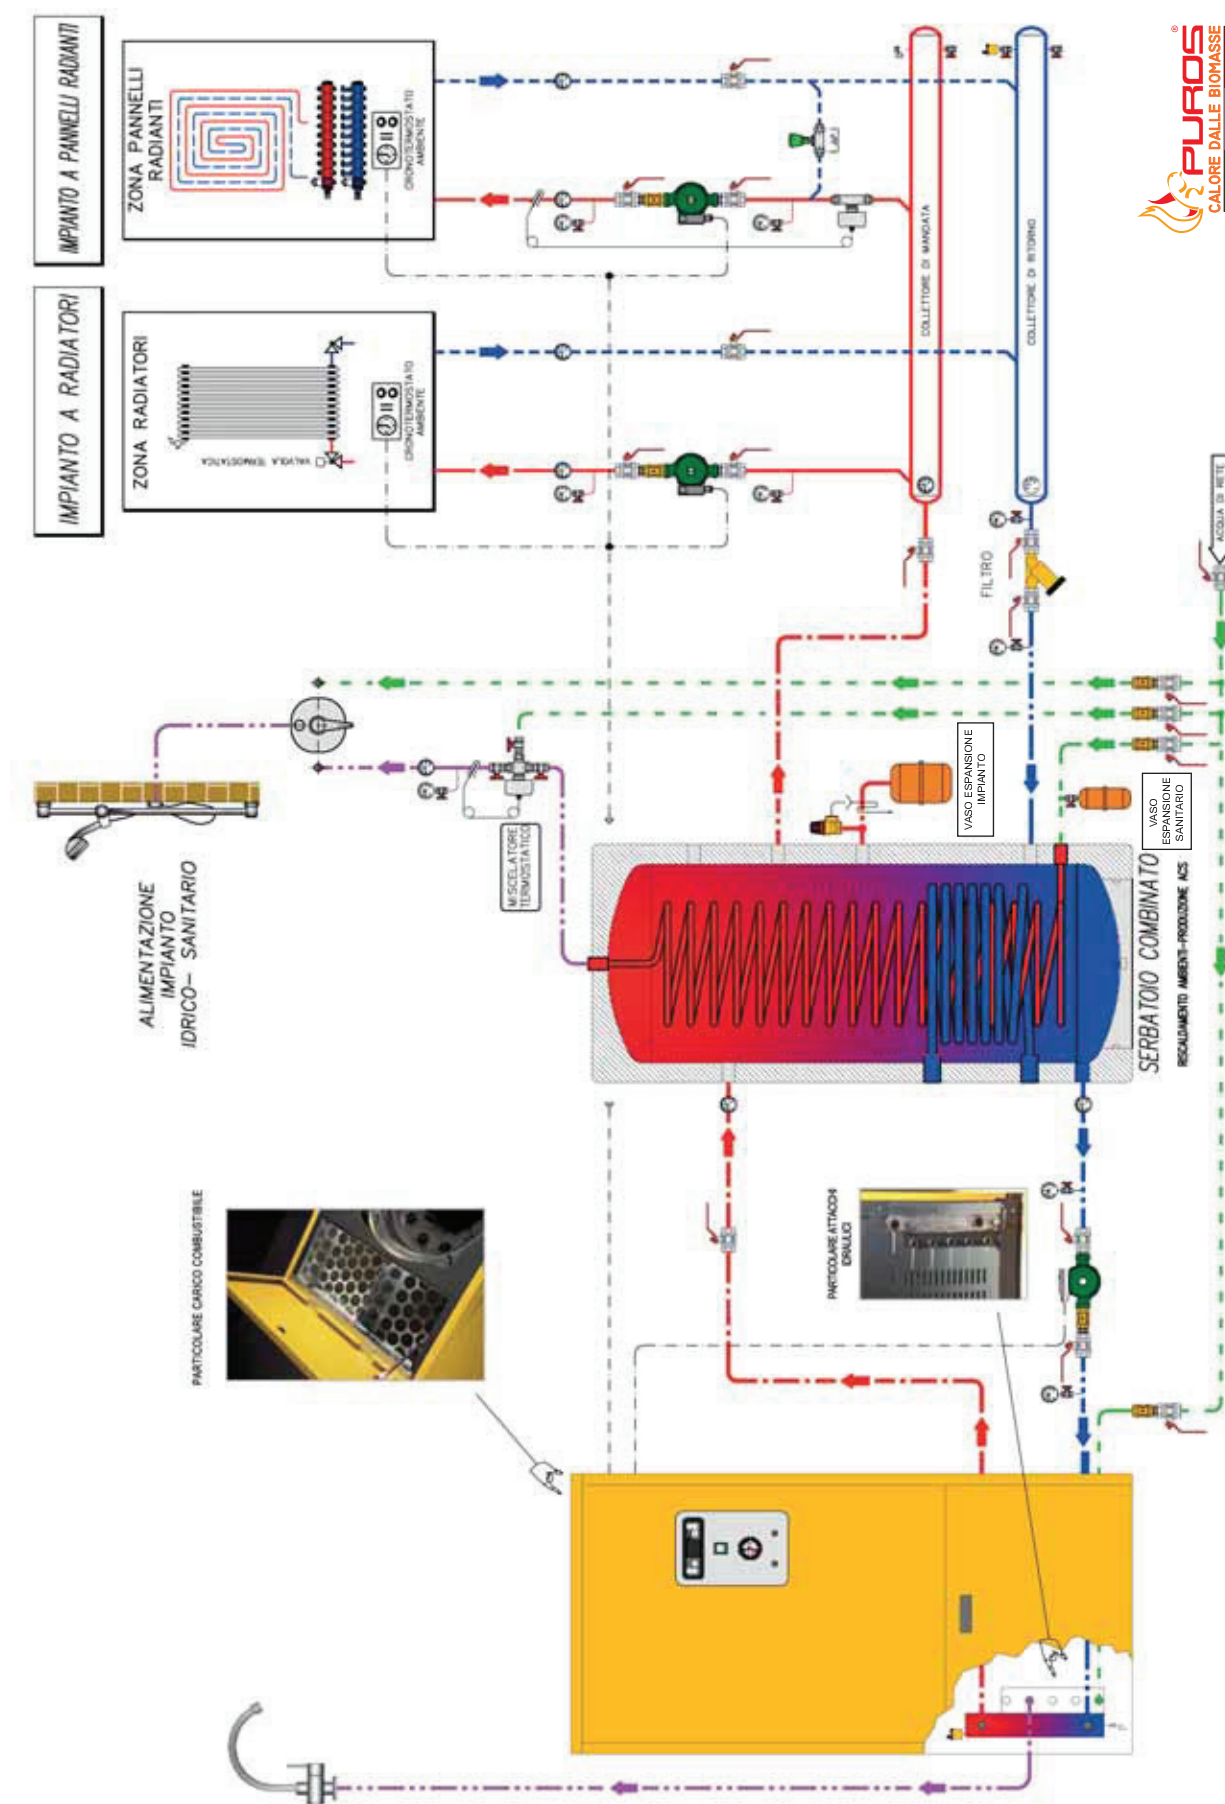 IMPIANTO A PANNELLI RADIANTI
ZONA PANNELLI
RADIANTI
CRONOTERMOSTATO
AMBIENTE
IMPIANTO A RADIATORI
ZONA RADIATORI
VALVOLA TERMOSTATICA
CRONOTERMOSTATO
AMBIENTE
COLLETTORE DI MANDATA
COLLETTORE DI RITORNO
PUROS®
CALORE DALLE BIOMASSE
FILTRO
ACQUA DI RETE
ALIMENTAZIONE
IMPIANTO
IDRICO- SANITARIO
MISCELATORE
TERMOSTATICO
VASO ESPANSIONE
IMPIANTO
VASO
ESPANSIONE
SANITARIO
SERBATOIO COMBINATO
RISCALDAMENTO AMBIENTI-PRODUZIONE ACS
PARTICOLARE CARICO COMBUSTIBILE
PARTICOLARE ATTACCHI
IDRAULICI